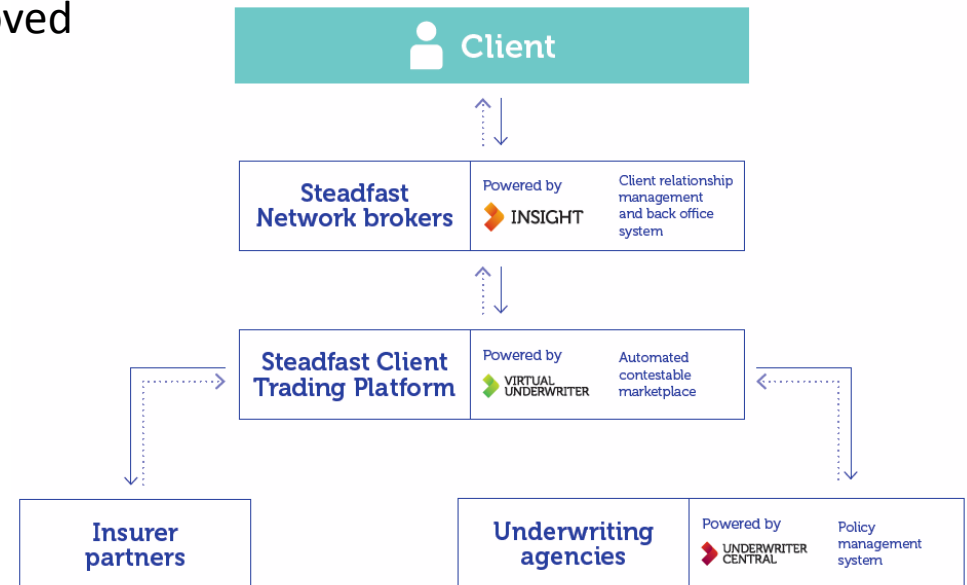 oved
Client
Steadfast
Network brokers
Powered by
INSIGHT
Client relationship
management
and back office
system
Steadfast Client
Trading Platform
Powered by
VIRTUAL
UNDERWRITER
Automated
contestable
marketplace
Insurer
partners
Underwriting
agencies
Powered by
UNDERWRITER
CENTRAL
Policy
management
system